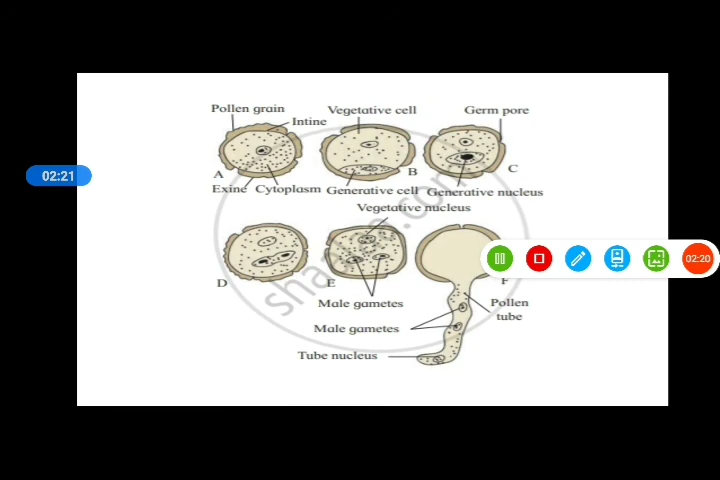 Pollen grain
Vegetative cell
Germ pore
Intine
A
B
C
Exine
Cytoplasm
Generative cell
Generative nucleus
02:21
Vegetative nucleus
02:20
D
E
F
Male gametes
Pollen
tube
Male gametes
Tube nucleus